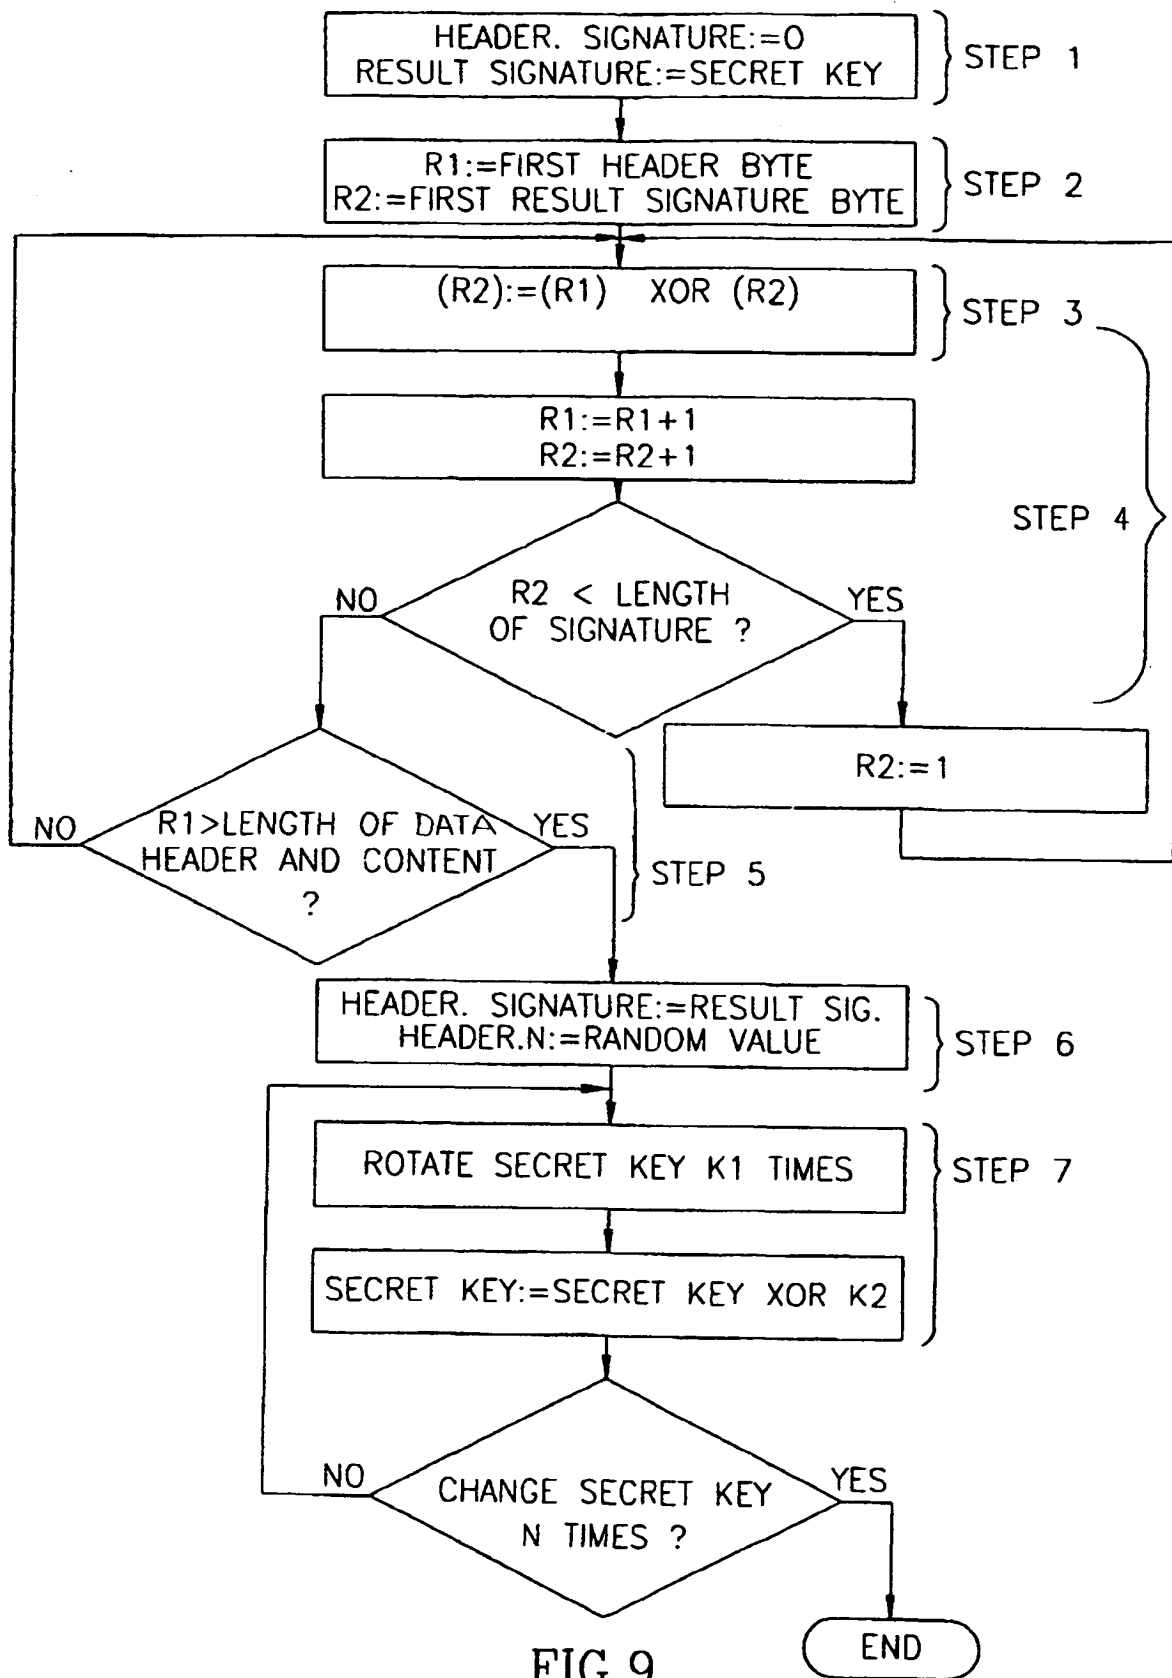 HEADER. SIGNATURE:=0
RESULT SIGNATURE:=SECRET KEY
STEP 1
R1:=FIRST HEADER BYTE
R2:=FIRST RESULT SIGNATURE BYTE
STEP 2
(R2):=(R1) XOR (R2)
STEP 3
R1:=R1+1
R2:=R2+1
STEP 4
R2 < LENGTH
OF SIGNATURE ?
NO
YES
R2:=1
R1>LENGTH OF DATA
HEADER AND CONTENT
?
NO
YES
STEP 5
HEADER. SIGNATURE:=RESULT SIG.
HEADER.N:=RANDOM VALUE
STEP 6
ROTATE SECRET KEY K1 TIMES
STEP 7
SECRET KEY:=SECRET KEY XOR K2
CHANGE SECRET KEY
N TIMES ?
NO
YES
END
FIG.9